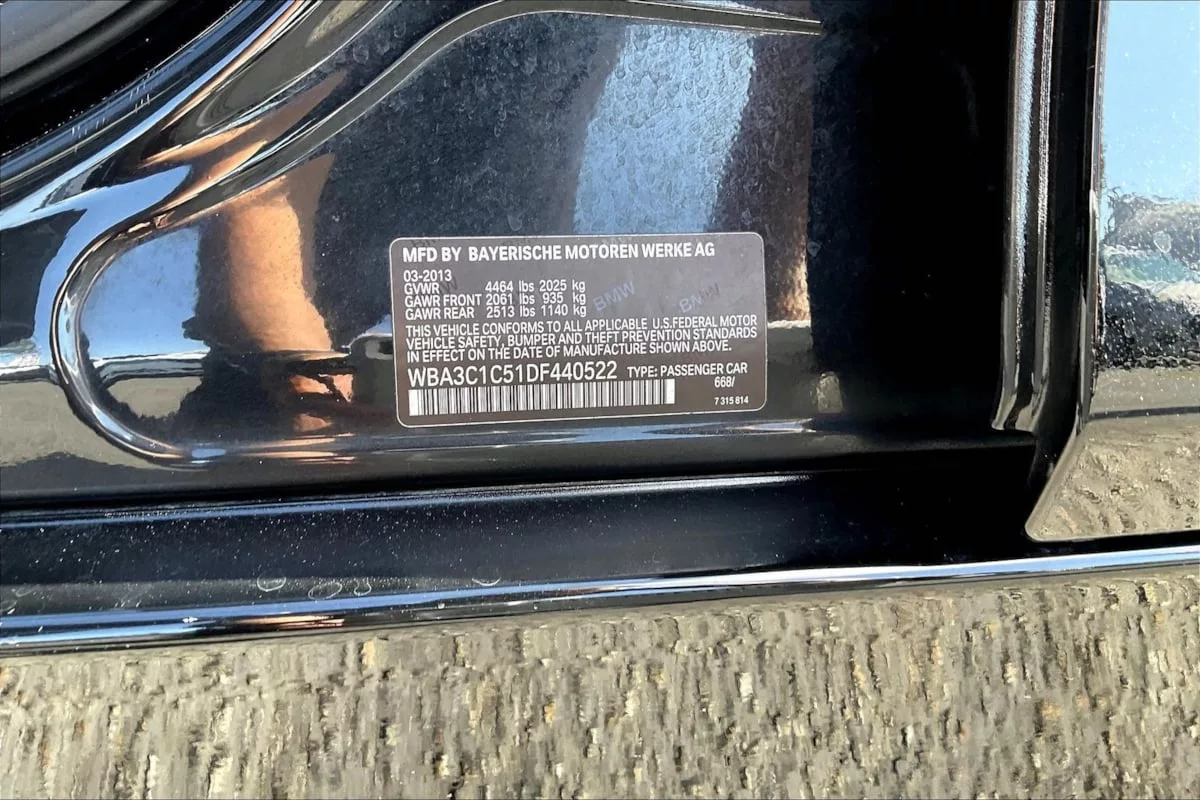 MFD BY BAYERISCHE MOTOREN WERKE AG
03-2013
GVWR 4464 lbs 2025 kg
GAWR FRONT 2061 lbs 935 kg
GAWR REAR 2513 lbs 1140 kg
BMW BMW BMW
THIS VEHICLE CONFORMS TO ALL APPLICABLE U.S.FEDERAL MOTOR
VEHICLE SAFETY, BUMPER AND THEFT PREVENTION STANDARDS
IN EFFECT ON THE DATE OF MANUFACTURE SHOWN ABOVE.
WBA3C1C51DF440522 TYPE: PASSENGER CAR
668/
7 315 814